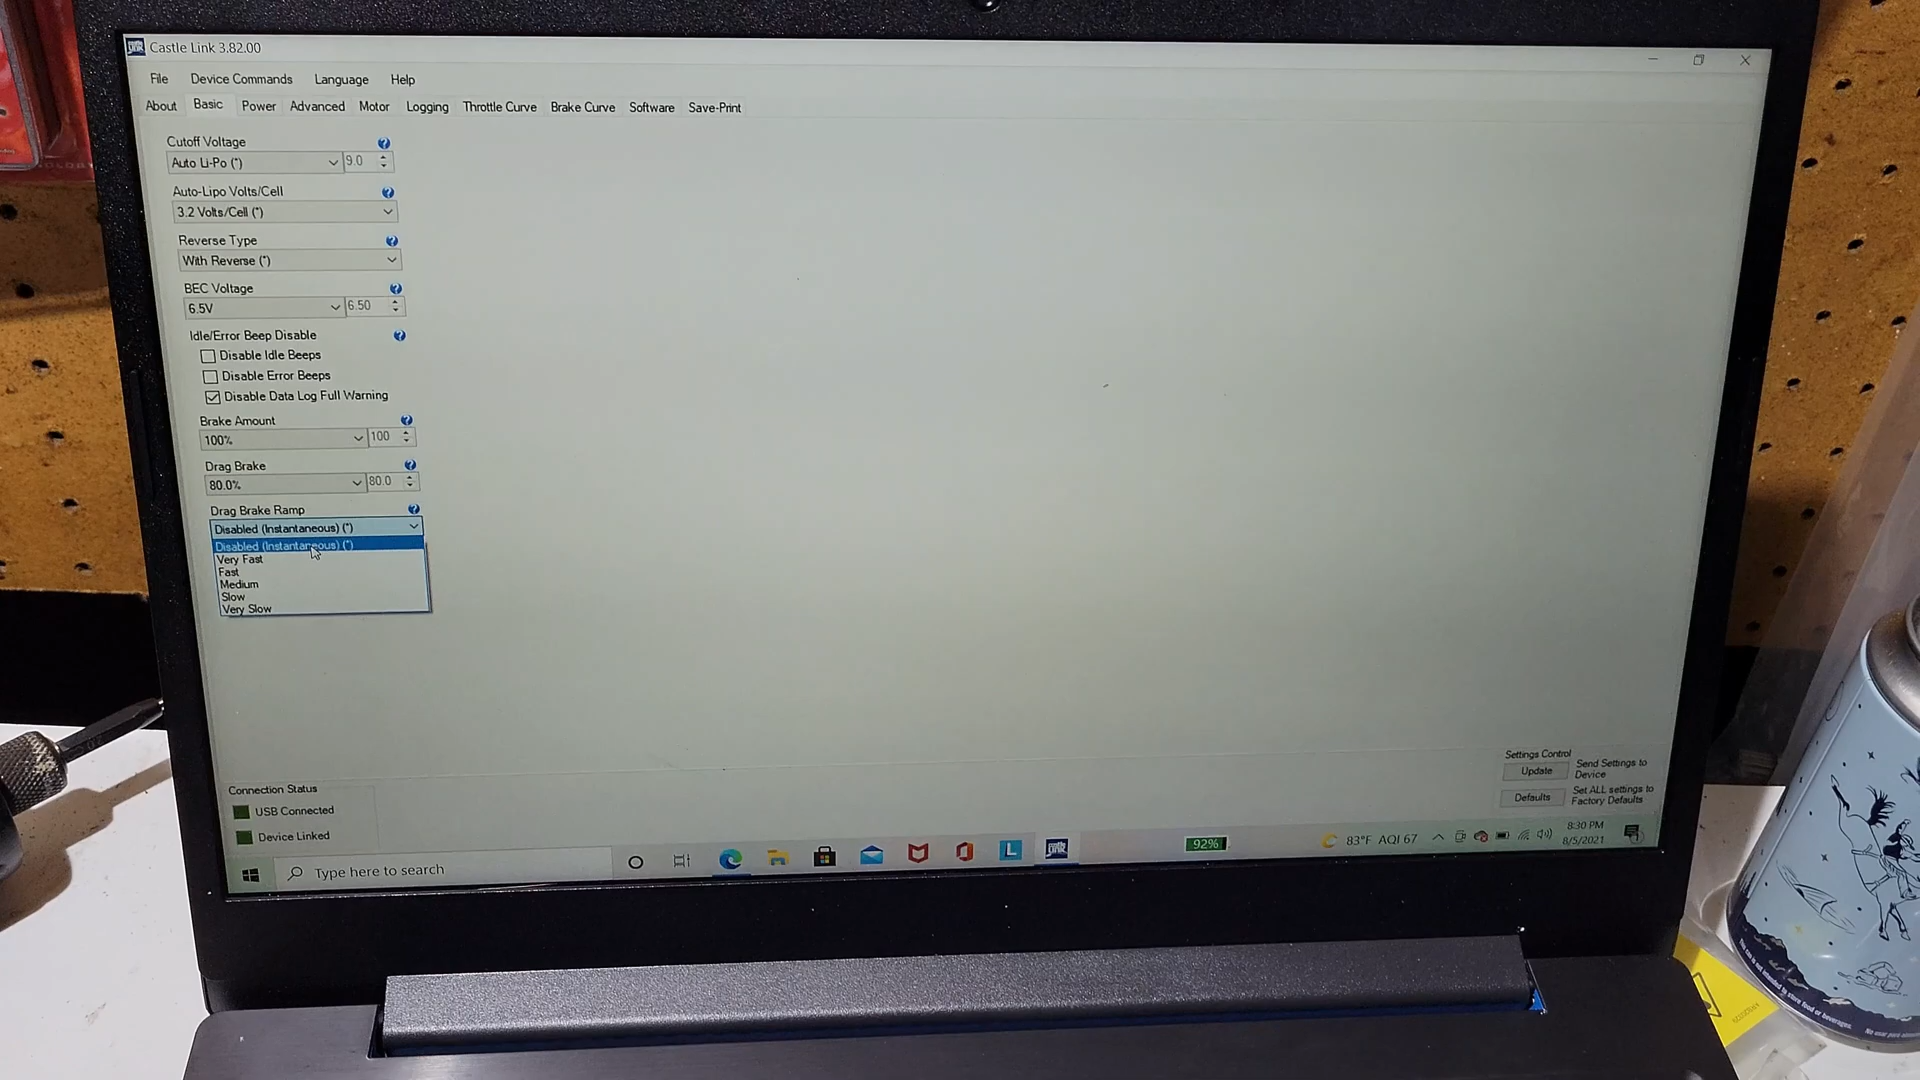 Castle Link 3.82.00
File Device Commands Language Help
About Basic Power Advanced Motor Logging Throttle Curve Brake Curve Software Save-Print
Cutoff Voltage
Auto Li-Po (*) 9.0
Auto-Lipo Volts/Cell
3.2 Volts/Cell (*)
Reverse Type
With Reverse (*)
BEC Voltage
6.5V 6.50
Idle/Error Beep Disable
Disable Idle Beeps
Disable Error Beeps
Disable Data Log Full Warning
Brake Amount
100% 100
Drag Brake
80.0% 80.0
Drag Brake Ramp
Disabled (Instantaneous) (*)
Disabled (Instantaneous) (*)
Very Fast
Fast
Medium
Slow
Very Slow
Settings Control
Update Send Settings to Device
Defaults Set ALL settings to Factory Defaults
Connection Status
USB Connected
Device Linked
Type here to search
L
92%
83°F AQI 67
8:30 PM
8/5/2021